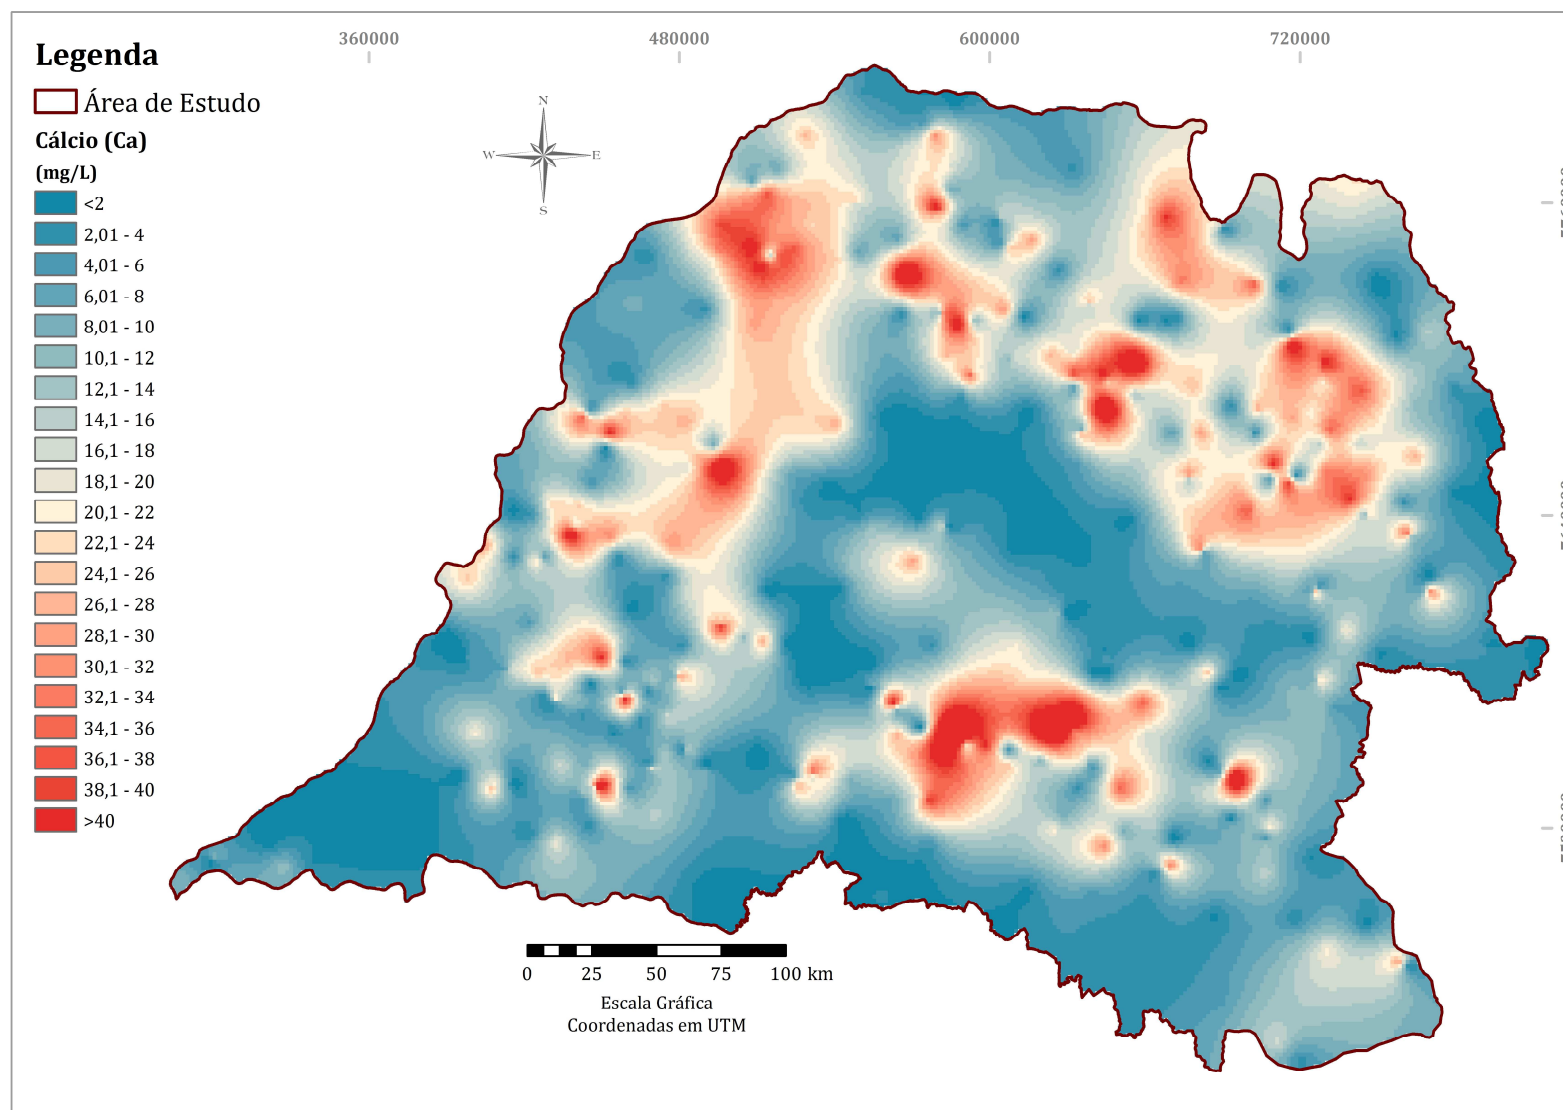 360000 480000 600000 720000
Legenda
Área de Estudo
Cálcio (Ca)
(mg/L)
<2
2,01 - 4
4,01 - 6
6,01 - 8
8,01 - 10
10,1 - 12
12,1 - 14
14,1 - 16
16,1 - 18
18,1 - 20
20,1 - 22
22,1 - 24
24,1 - 26
26,1 - 28
28,1 - 30
30,1 - 32
32,1 - 34
34,1 - 36
36,1 - 38
38,1 - 40
>40
N
W E
S
0 25 50 75 100 km
Escala Gráfica
Coordenadas em UTM